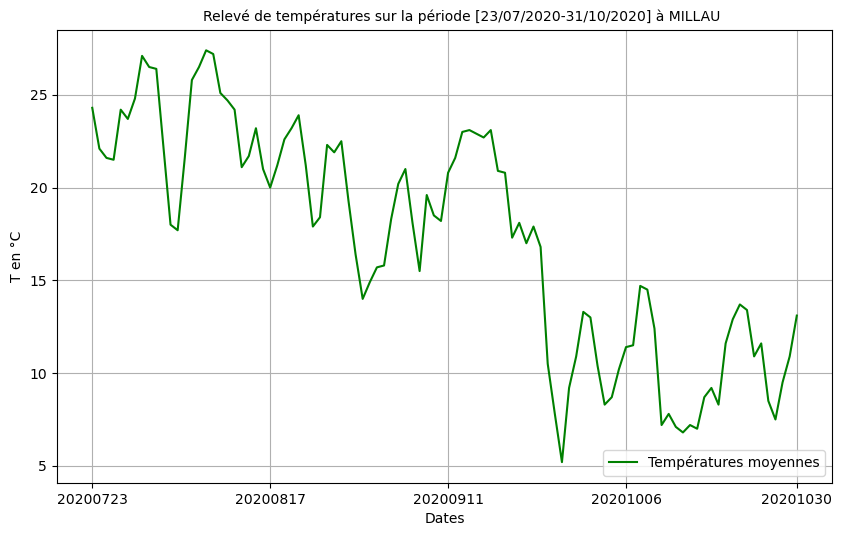 Relevé de températures sur la période [23/07/2020-31/10/2020] à MILLAU
T en °C
25
20
15
10
5
Températures moyennes
20200723 20200817 20200911 20201006 20201030
Dates